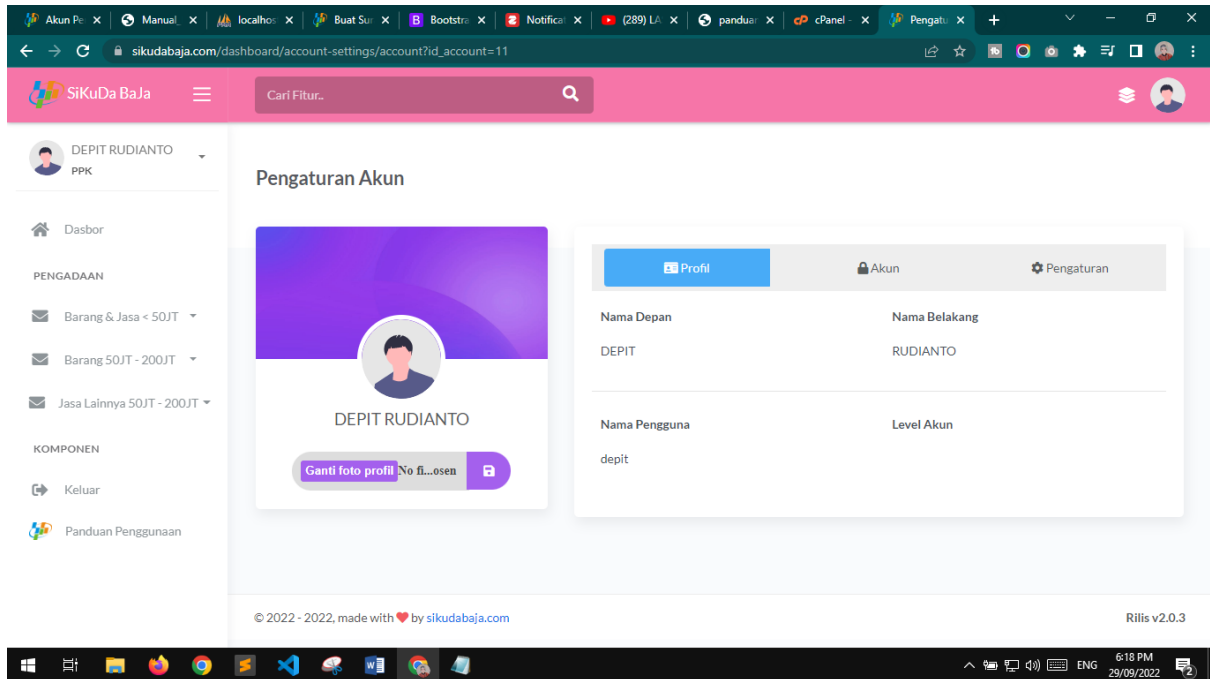 Akun Pe
Manual_
localhos
Buat Sur
Bootstra
Notificat
(289) LA
panduan
cPanel -
Pengatu
sikudabaja.com/dashboard/account-settings/account?id_account=11
SiKuDa BaJa
Cari Fitur..
DEPIT RUDIANTO
PPK
Dasbor
PENGADAAN
Barang & Jasa < 50JT
Barang 50JT - 200JT
Jasa Lainnya 50JT - 200JT
KOMPONEN
Keluar
Panduan Penggunaan
Pengaturan Akun
DEPIT RUDIANTO
Ganti foto profil No fi...osen
Profil
Akun
Pengaturan
Nama Depan
Nama Belakang
DEPIT
RUDIANTO
Nama Pengguna
Level Akun
depit
© 2022 - 2022, made with ❤ by sikudabaja.com
Rilis v2.0.3
ENG
6:18 PM
29/09/2022
2